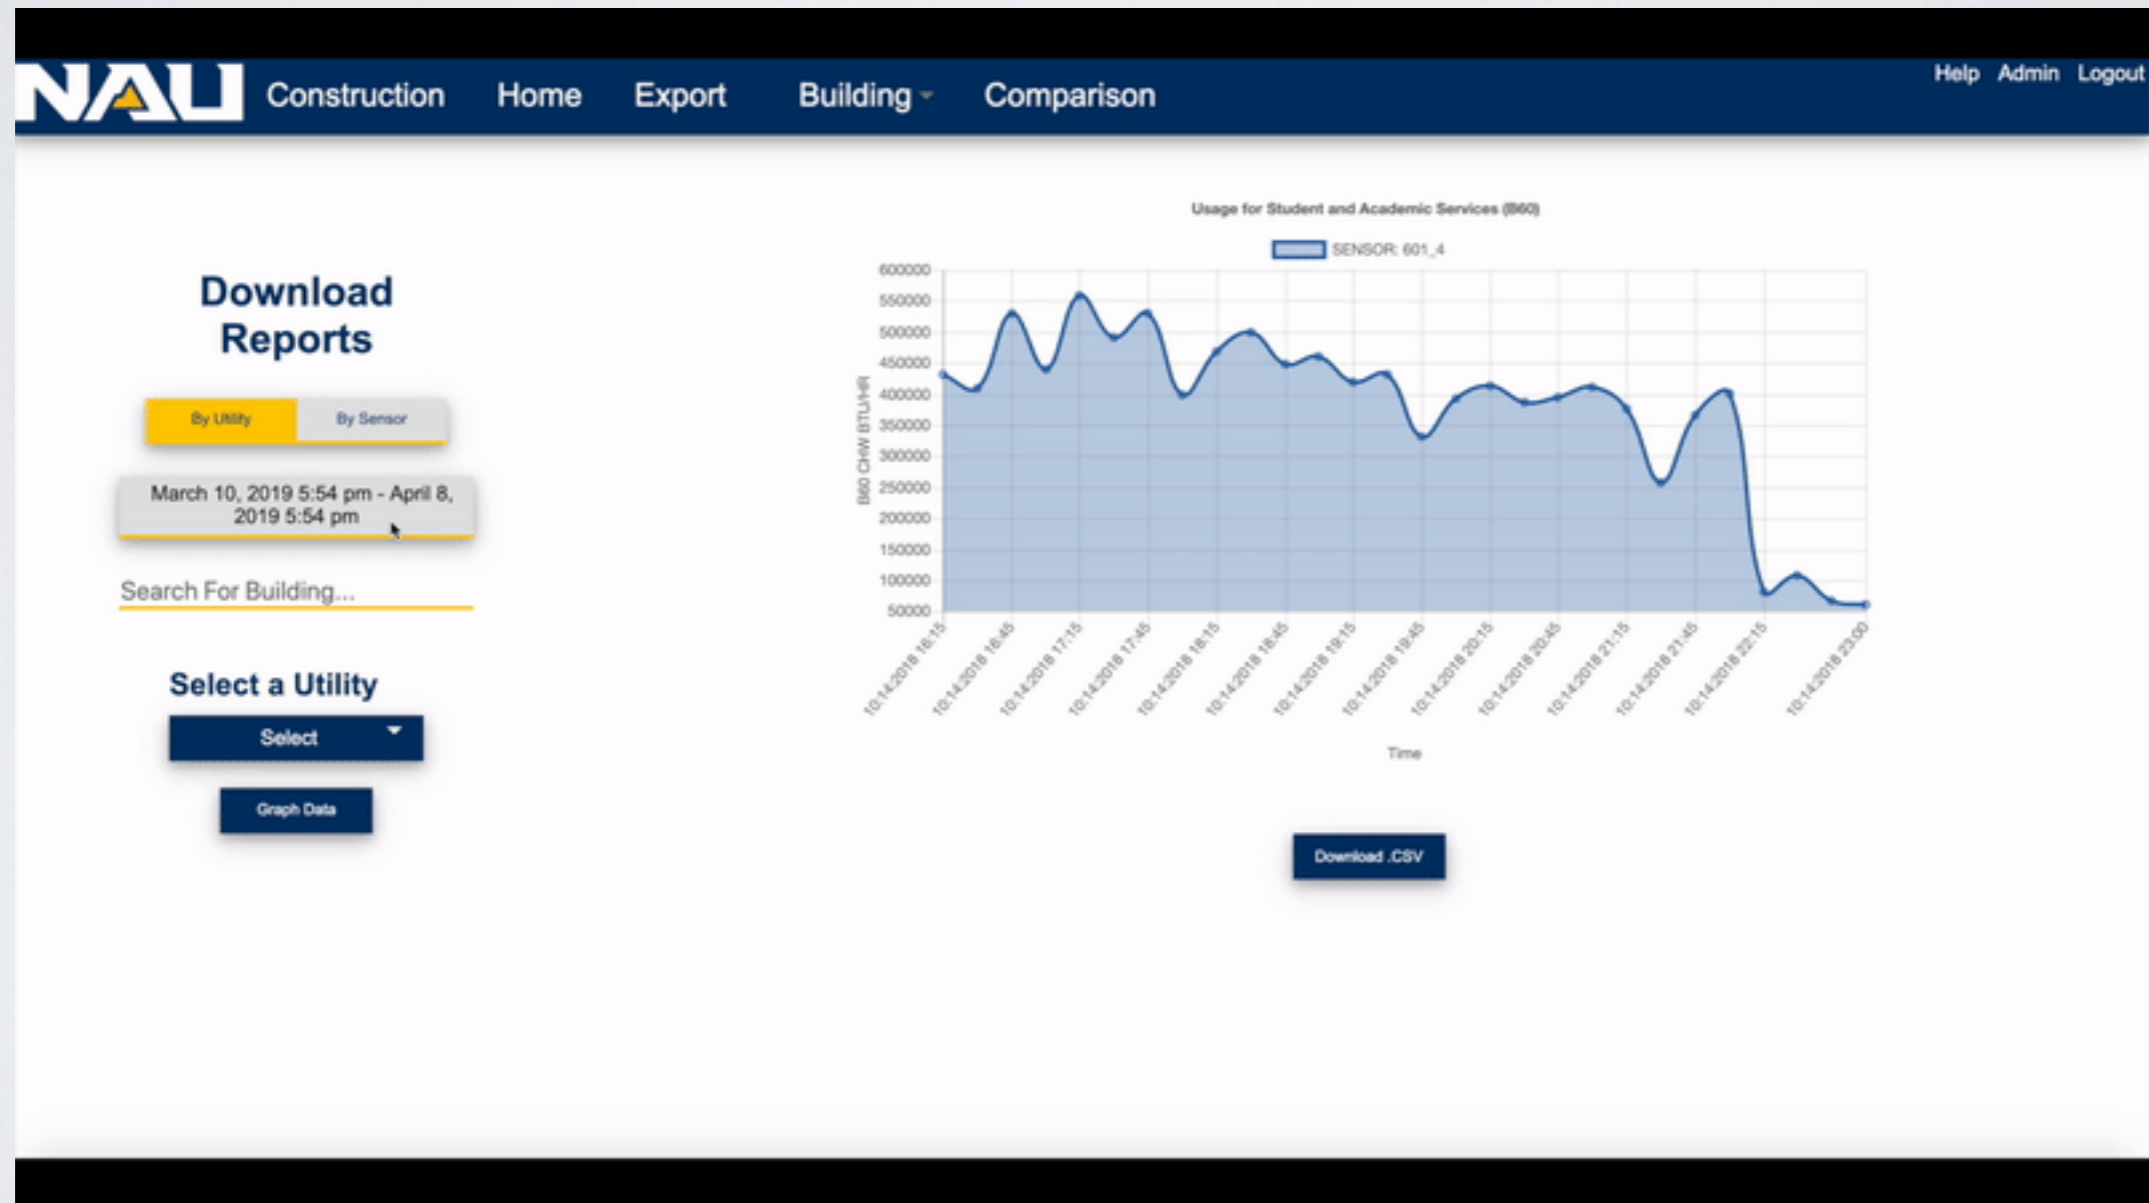 NAU Construction Home Export Building Comparison Help Admin Logout
Download
Reports
By Utility By Sensor
March 10, 2019 5:54 pm - April 8,
2019 5:54 pm
Search For Building...
Select a Utility
Select
Graph Data
Usage for Student and Academic Services (B60)
SENSOR: 601_4
B60 CHW BTU/HR
600000
550000
500000
450000
400000
350000
300000
250000
200000
150000
100000
50000
10:14:2018 16:15
10:14:2018 16:45
10:14:2018 17:15
10:14:2018 17:45
10:14:2018 18:15
10:14:2018 18:45
10:14:2018 19:15
10:14:2018 19:45
10:14:2018 20:15
10:14:2018 20:45
10:14:2018 21:15
10:14:2018 21:45
10:14:2018 22:15
10:14:2018 23:00
Time
Download .CSV